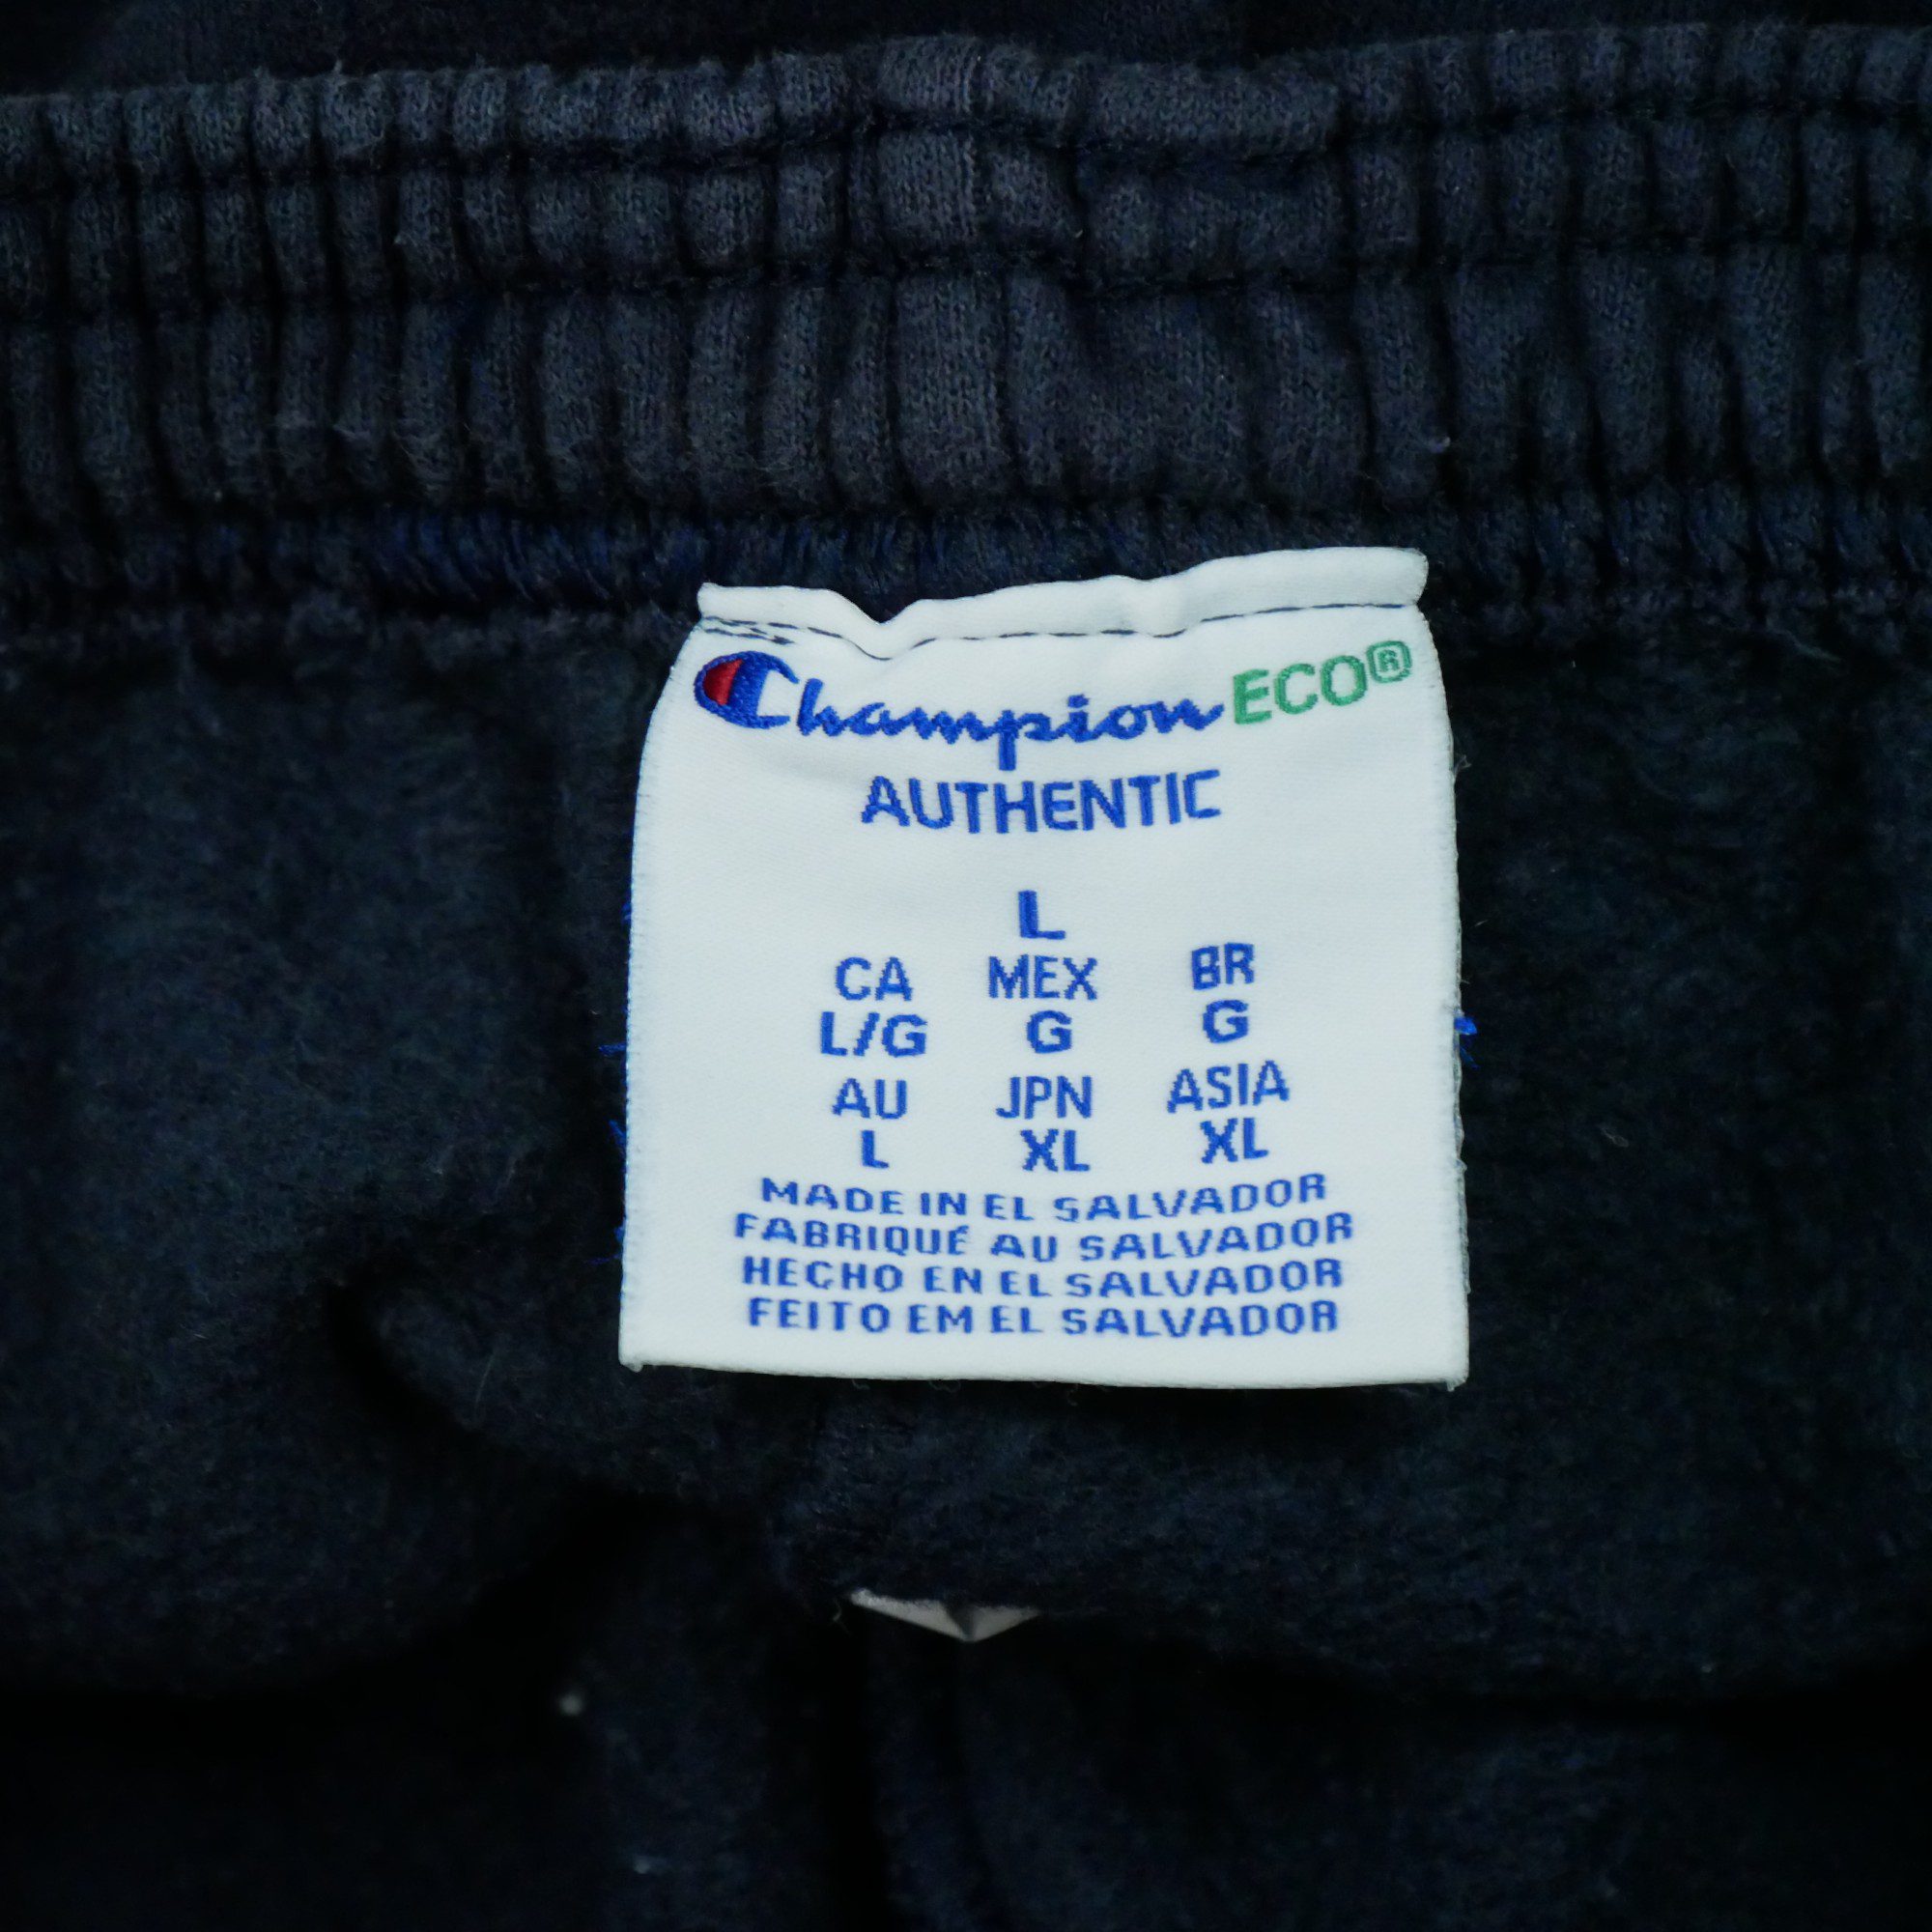 Champion ECO®
AUTHENTIC
L
CA MEX BR
L/G G G
AU JPN ASIA
L XL XL
MADE IN EL SALVADOR
FABRIQUÉ AU SALVADOR
HECHO EN EL SALVADOR
FEITO EM EL SALVADOR